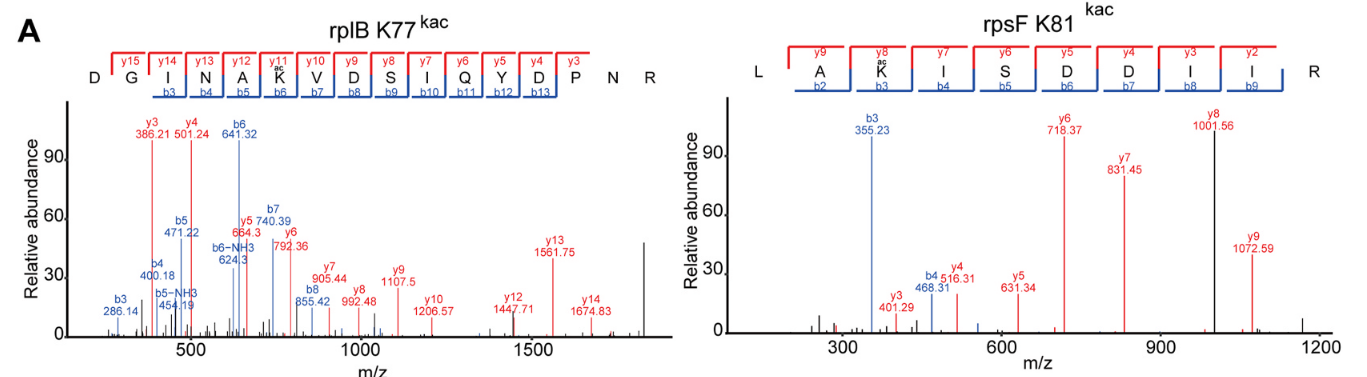 A
rplB K77 kac
y15 y14 y13 y12 y11 y10 y9 y8 y7 y6 y5 y4 y3
ac
D G I N A K V D S I Q Y D P N R
b3 b4 b5 b6 b7 b8 b9 b10 b11 b12 b13
Relative abundance
90
60
30
0
y3
386.21
y4
501.24
b6
641.32
b5
471.22
b4
400.18
b5-NH3
454.19
b3
286.14
b6-NH3
624.3
y5
664.3
b7
740.39
y6
792.36
b8
855.42
y7
905.44
y8
992.48
y9
1107.5
y10
1206.57
y12
1447.71
y13
1561.75
y14
1674.83
500 1000 1500
m/z
rpsF K81 kac
y9 y8 y7 y6 y5 y4 y3 y2
ac
L A K I S D D I I R
b2 b3 b4 b5 b6 b7 b8 b9
Relative abundance
90
60
30
0
b3
355.23
y3
401.29
b4
468.31
y4
516.31
y5
631.34
y6
718.37
y7
831.45
y8
1001.56
y9
1072.59
300 600 900 1200
m/z